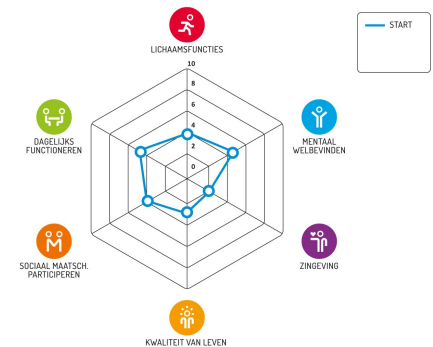 START
LICHAAMSFUNCTIES
10
8
6
4
2
0
DAGELIJKS
FUNCTIONEREN
MENTAAL
WELBEVINDEN
SOCIAAL MAATSCH.
PARTICIPEREN
ZINGEVING
KWALITEIT VAN LEVEN